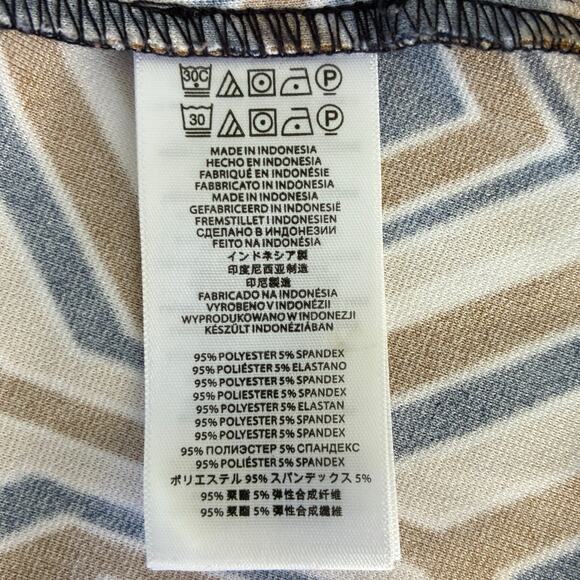 30C P
30 P
MADE IN INDONESIA
HECHO EN INDONESIA
FABRIQUÉ EN INDONÉSIE
FABBRICATO IN INDONESIA
MADE IN INDONESIA
GEFABRICEERD IN INDONESIA
FREMSTILLET I INDONESIEN
СДЕЛАНО В ИНДОНЕЗИИ
FEITO NA INDONÉSIA
インドネシア製
印度尼西亚制造
印尼製造
FABRICADO NA INDONÉSIA
VYROBENO V INDONÉZII
WYPRODUKOWANO W INDONEZJI
KÉSZÜLT INDONÉZIÁBAN
95% POLYESTER 5% SPANDEX
95% POLIÉSTER 5% ELASTANO
95% POLYESTER 5% SPANDEX
95% POLIESTERE 5% SPANDEX
95% POLYESTER 5% ELASTAN
95% POLYESTER 5% SPANDEX
95% POLYESTER 5% SPANDEX
95% ПОЛИЭСТЕР 5% СПАНДЕКС
95% POLIÉSTER 5% SPANDEX
ポリエステル 95% スパンデックス 5%
95% 聚酯 5% 弹性合成纤维
95% 聚酯 5% 彈性合成纖維